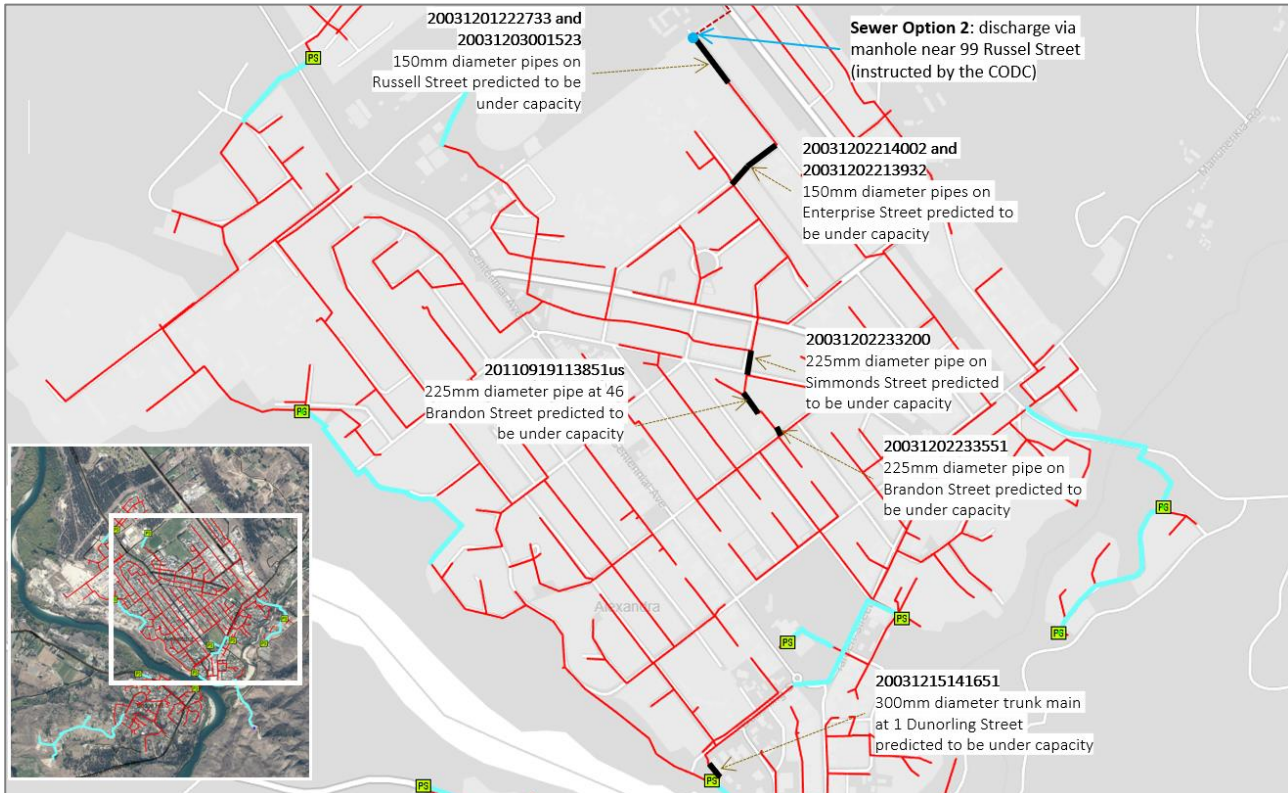 20031201222733 and
20031203001523
150mm diameter pipes on
Russell Street predicted to be
under capacity
Sewer Option 2: discharge via
manhole near 99 Russel Street
(instructed by the CODC)
20031202214002 and
20031202213932
150mm diameter pipes on
Enterprise Street predicted to
be under capacity
20031202233200
225mm diameter pipe on
Simmonds Street predicted
to be under capacity
20110919113851us
225mm diameter pipe at 46
Brandon Street predicted to
be under capacity
20031202233551
225mm diameter pipe on
Brandon Street predicted to
be under capacity
20031215141651
300mm diameter trunk main
at 1 Dunorling Street
predicted to be under capacity
Alexandra
Centennial Ave
PS
PS
PS
PS
PS
PS
PS
PS